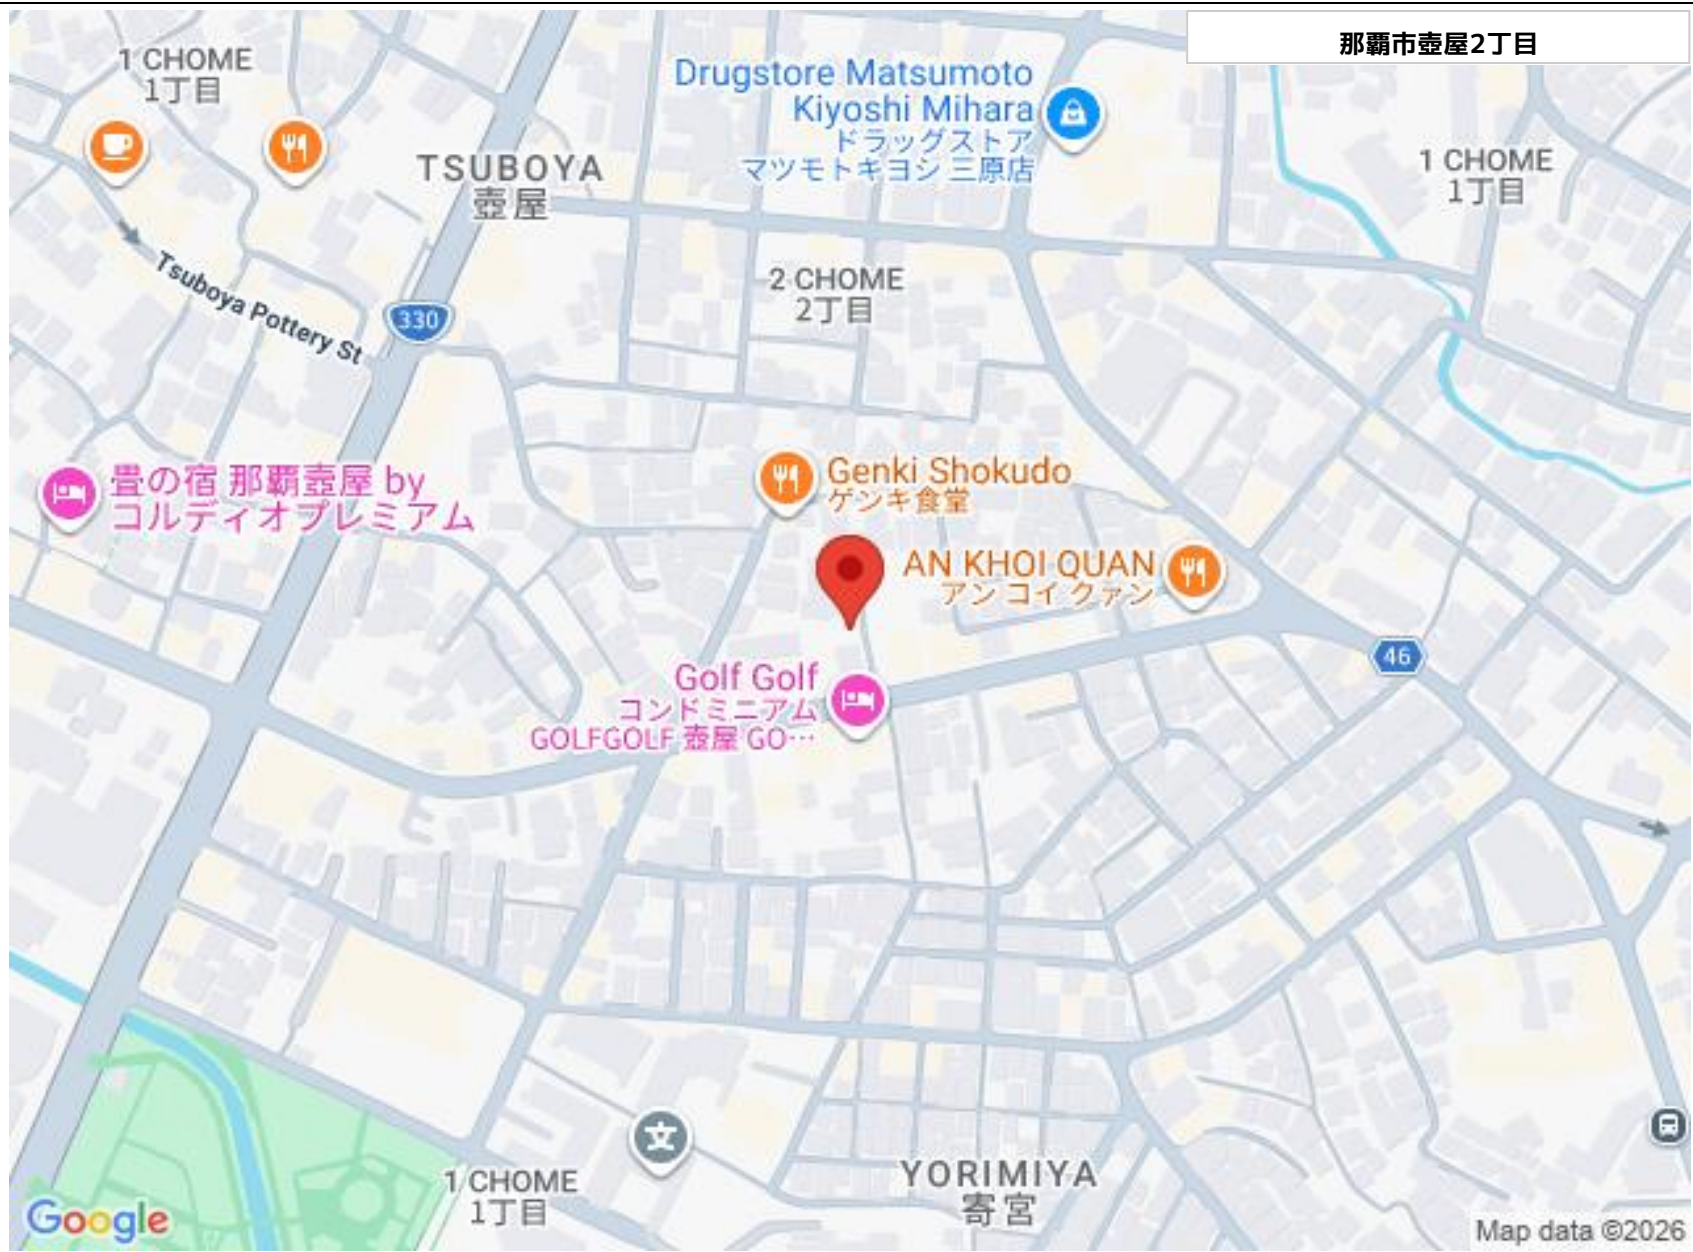 那覇市壺屋2丁目
1 CHOME
1丁目
Drugstore Matsumoto
Kiyoshi Mihara
ドラッグストア
マツモトキヨシ 三原店
TSUBOYA
壺屋
1 CHOME
1丁目
Tsuboya Pottery St
2 CHOME
2丁目
330
畳の宿 那覇壺屋 by
コルディオプレミアム
Genki Shokudo
ゲンキ食堂
AN KHOI QUAN
アン コイ クァン
46
Golf Golf
コンドミニアム
GOLFGOLF 壺屋 GO…
文
1 CHOME
1丁目
YORIMIYA
寄宮
Google
Map data ©2026